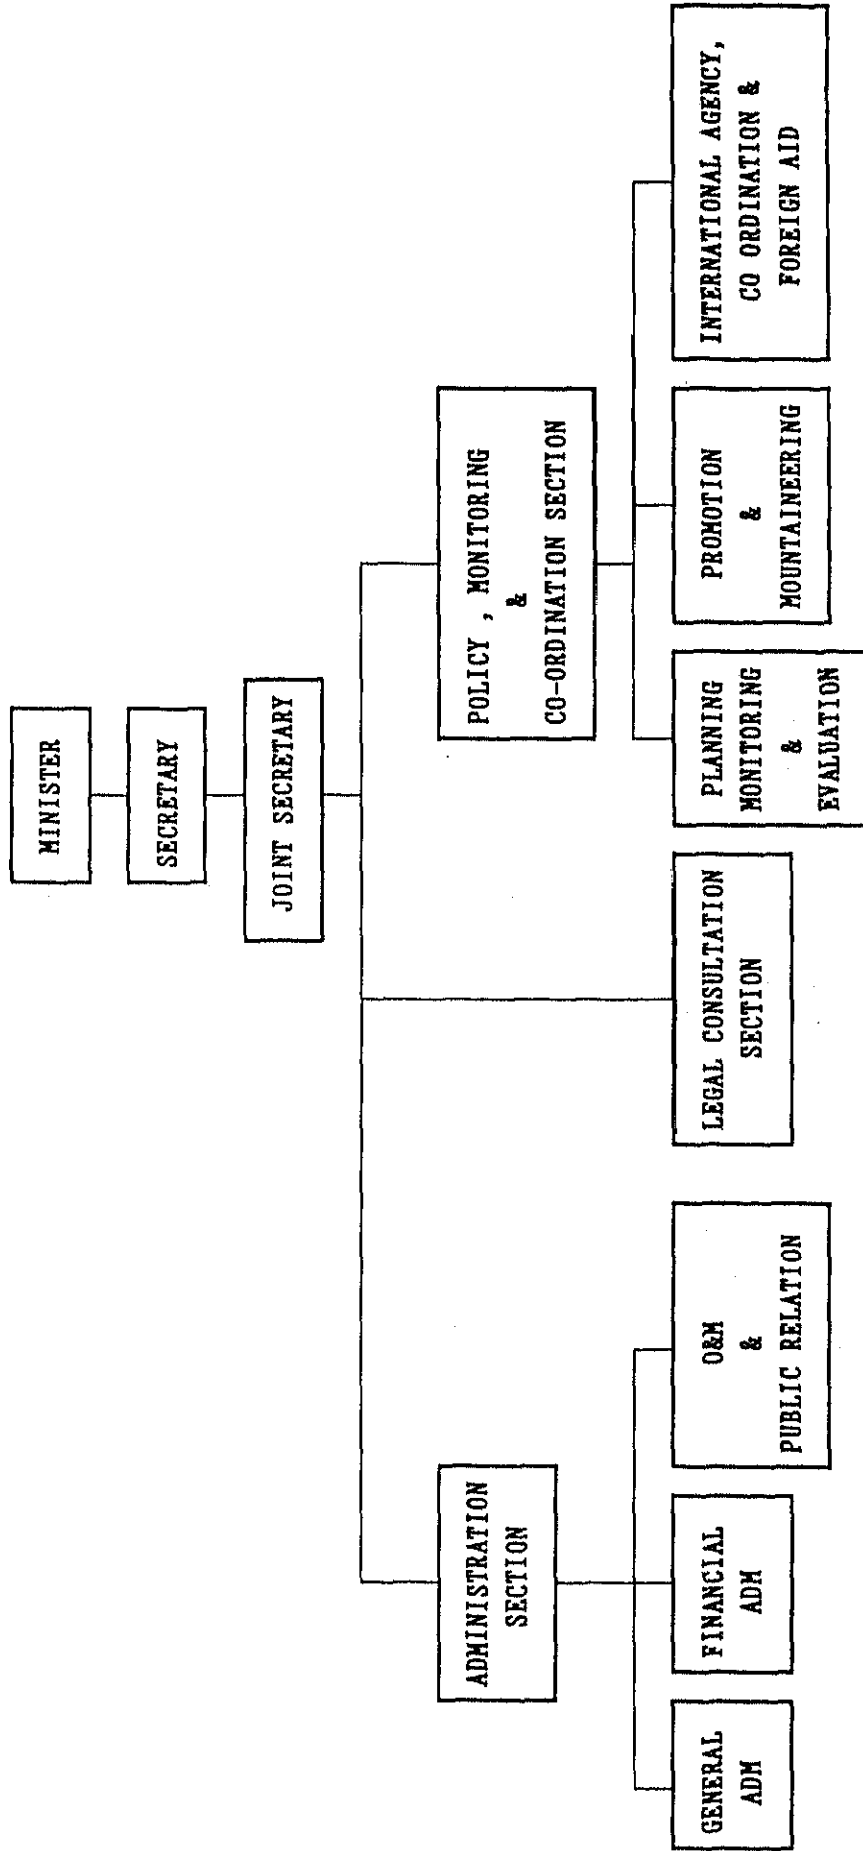 MINISTER
SECRETARY
JOINT SECRETARY
ADMINISTRATION
SECTION
POLICY , MONITORING
&
CO-ORDINATION SECTION
GENERAL
ADM
FINANCIAL
ADM
O&M
&
PUBLIC RELATION
LEGAL CONSULTATION
SECTION
PLANNING
MONITORING
&
EVALUATION
PROMOTION
&
MOUNTAINEERING
INTERNATIONAL AGENCY,
CO ORDINATION &
FOREIGN AID